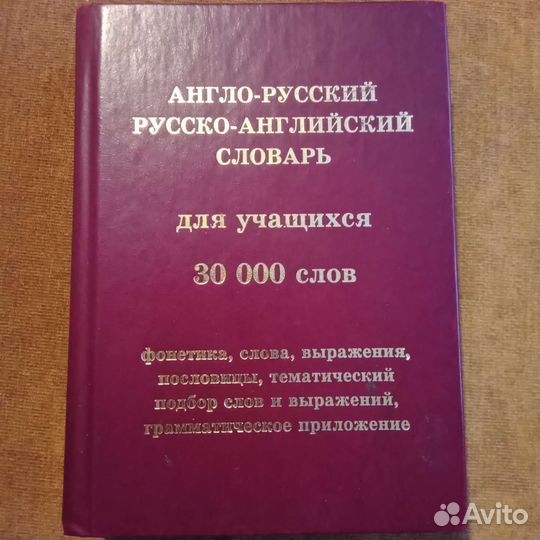 АНГЛО-РУССКИЙ
РУССКО-АНГЛИЙСКИЙ
СЛОВАРЬ
для учащихся
30 000 слов
фонетика, слова, выражения,
пословицы, тематический
подбор слов и выражений,
грамматическое приложение
Avito